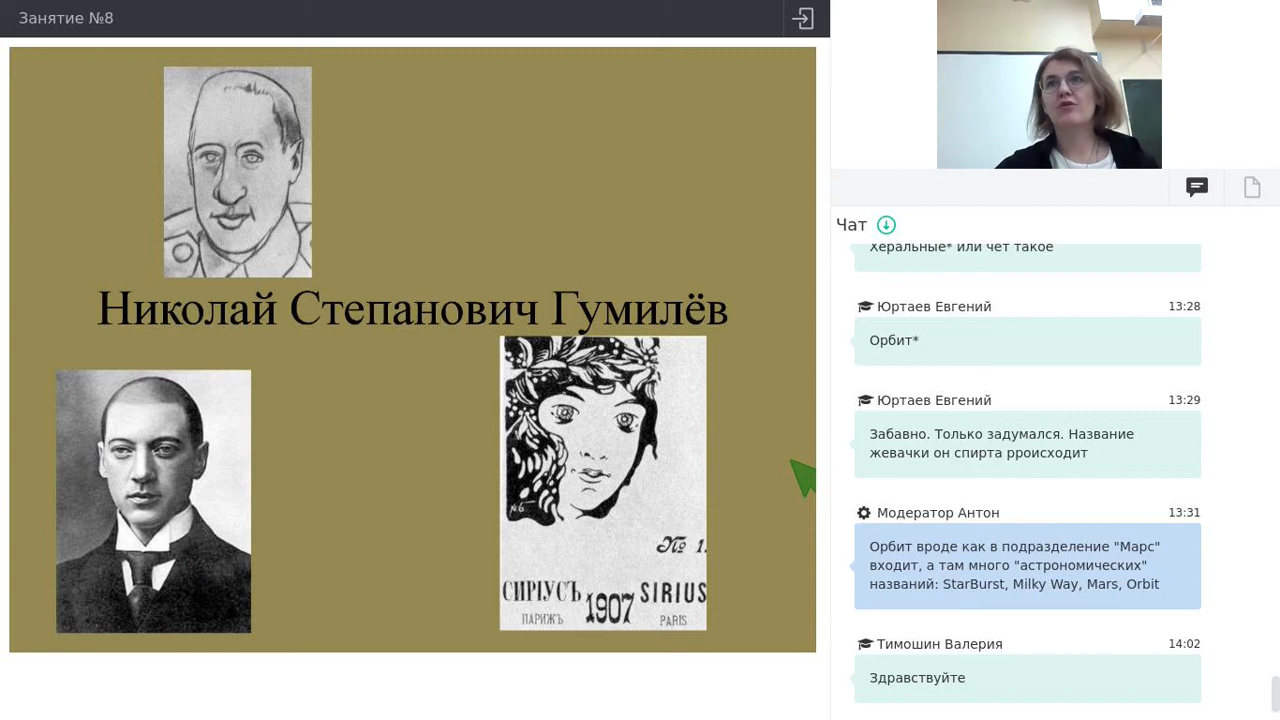 Занятие №8
Николай Степанович Гумилёв
№ 1.
СИРІУСЪ 1907 SIRIUS
ПАРИЖЪ PARIS
Чат
Херальные* или чет такое
Юртаев Евгений 13:28
Орбит*
Юртаев Евгений 13:29
Забавно. Только задумался. Название
жевачки он спирта рроисходит
Модератор Антон 13:31
Орбит вроде как в подразделение "Марс"
входит, а там много "астрономических"
названий: StarBurst, Milky Way, Mars, Orbit
Тимошин Валерия 14:02
Здравствуйте